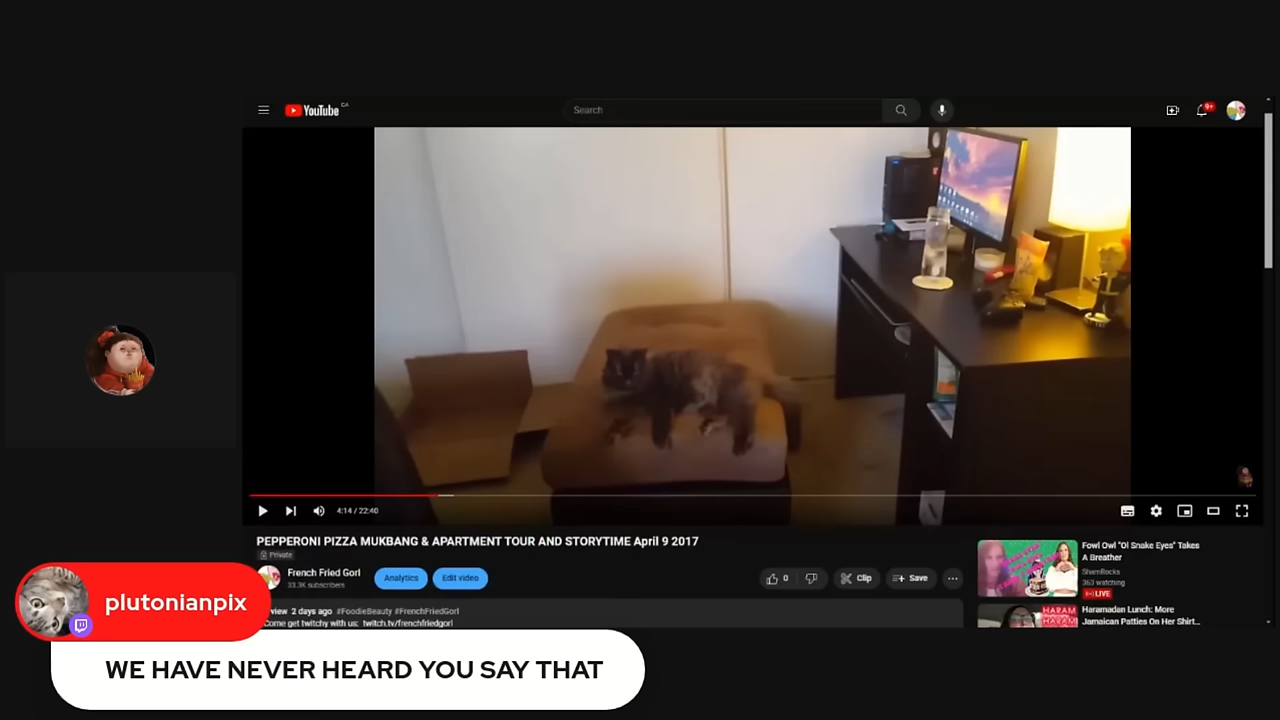 YouTube CA
Search
9+
4:14 / 22:40
PEPPERONI PIZZA MUKBANG & APARTMENT TOUR AND STORYTIME April 9 2017
Private
French Fried Gorl
33.3K subscribers
Analytics
Edit video
0
Clip
Save
view 2 days ago #FoodieBeauty #FrenchFriedGorl
Come get twitchy with us: twitch.tv/frenchfriedgorl
Fowl Owl "Ol Snake Eyes" Takes
A Breather
ShamRocks
363 watching
LIVE
HARAM
Haramadan Lunch: More
Jamaican Patties On Her Shirt...
plutonianpix
WE HAVE NEVER HEARD YOU SAY THAT